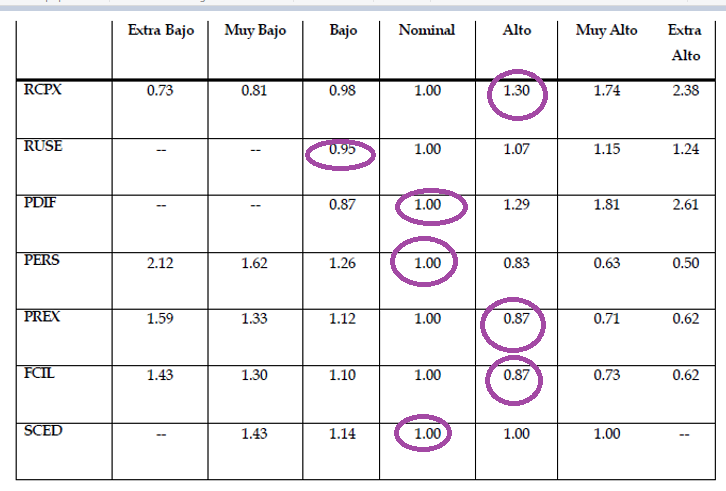 Extra Bajo Muy Bajo Bajo Nominal Alto Muy Alto Extra Alto
RCPX 0.73 0.81 0.98 1.00 1.30 1.74 2.38
RUSE -- -- 0.95 1.00 1.07 1.15 1.24
PDIF -- -- 0.87 1.00 1.29 1.81 2.61
PERS 2.12 1.62 1.26 1.00 0.83 0.63 0.50
PREX 1.59 1.33 1.12 1.00 0.87 0.71 0.62
FCIL 1.43 1.30 1.10 1.00 0.87 0.73 0.62
SCED -- 1.43 1.14 1.00 1.00 1.00 --